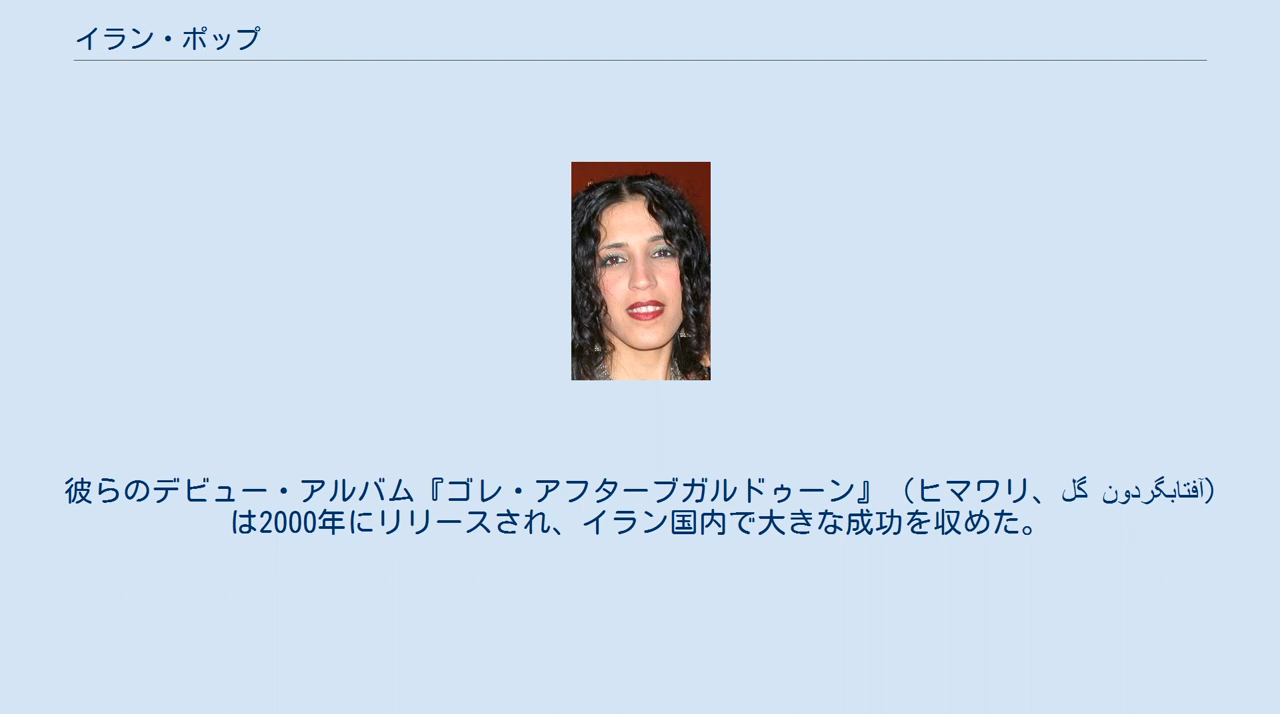 イラン・ポップ
彼らのデビュー・アルバム『ゴレ・アフターブガルドゥーン』（ヒマワリ、گل آفتابگردون）
は2000年にリリースされ、イラン国内で大きな成功を収めた。